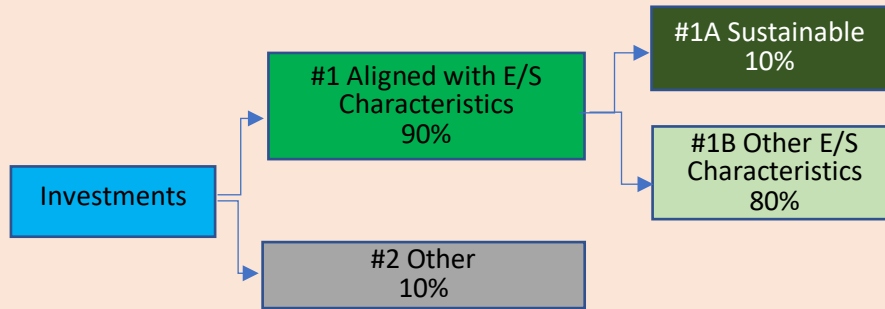 Investments
#1 Aligned with E/S
Characteristics
90%
#2 Other
10%
#1A Sustainable
10%
#1B Other E/S
Characteristics
80%